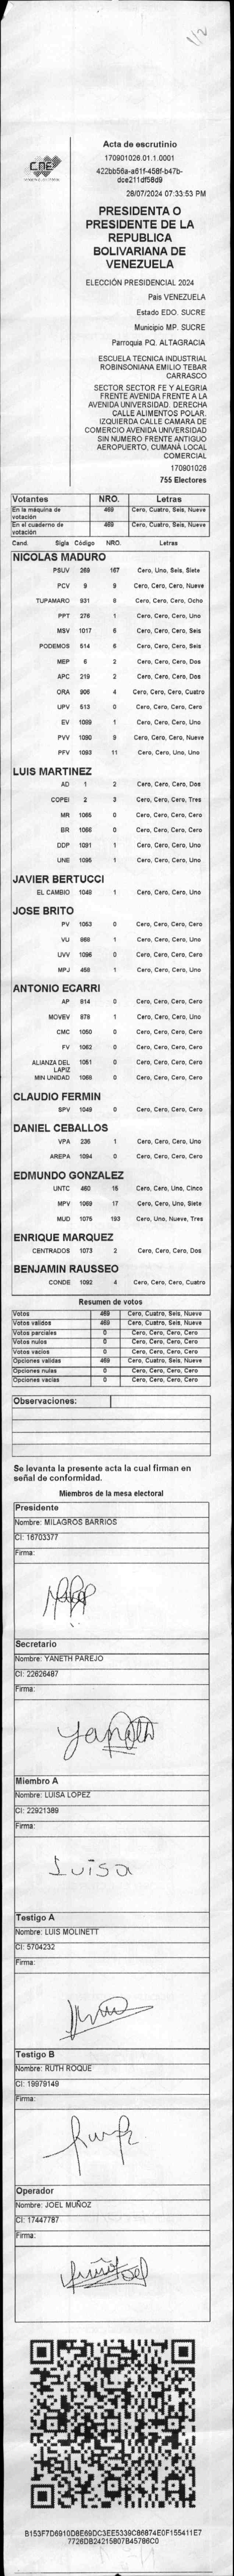 1/2
CNE
Acta de escrutinio
170901026.01.1.0001
422bb56a-a61f-458f-b47b-
dce211df58d9
28/07/2024 07:33:53 PM
PRESIDENTA O
PRESIDENTE DE LA
REPUBLICA
BOLIVARIANA DE
VENEZUELA
ELECCIÓN PRESIDENCIAL 2024
Pais VENEZUELA
Estado EDO. SUCRE
Municipio MP. SUCRE
Parroquia PQ. ALTAGRACIA
ESCUELA TECNICA INDUSTRIAL
ROBINSONIANA EMILIO TEBAR
CARRASCO
SECTOR SECTOR FE Y ALEGRIA
FRENTE AVENIDA FRENTE A LA
AVENIDA UNIVERSIDAD. DERECHA
CALLE ALIMENTOS POLAR.
IZQUIERDA CALLE CAMARA DE
COMERCIO AVENIDA UNIVERSIDAD
SIN NUMERO FRENTE ANTIGUO
AEROPUERTO, CUMANÁ LOCAL
COMERCIAL
170901026
755 Electores
Votantes NRO. Letras
En la máquina de votación 469 Cero, Cuatro, Seis, Nueve
En el cuaderno de votación 469 Cero, Cuatro, Seis, Nueve
Cand. Sigla Código NRO. Letras
NICOLAS MADURO
PSUV 269 167 Cero, Uno, Seis, Siete
PCV 9 9 Cero, Cero, Cero, Nueve
TUPAMARO 931 8 Cero, Cero, Cero, Ocho
PPT 276 1 Cero, Cero, Cero, Uno
MSV 1017 6 Cero, Cero, Cero, Seis
PODEMOS 514 6 Cero, Cero, Cero, Seis
MEP 6 2 Cero, Cero, Cero, Dos
APC 219 2 Cero, Cero, Cero, Dos
ORA 906 4 Cero, Cero, Cero, Cuatro
UPV 513 0 Cero, Cero, Cero, Cero
EV 1089 1 Cero, Cero, Cero, Uno
PVV 1090 9 Cero, Cero, Cero, Nueve
PFV 1093 11 Cero, Cero, Uno, Uno
LUIS MARTINEZ
AD 1 2 Cero, Cero, Cero, Dos
COPEI 2 3 Cero, Cero, Cero, Tres
MR 1065 0 Cero, Cero, Cero, Cero
BR 1066 0 Cero, Cero, Cero, Cero
DDP 1091 1 Cero, Cero, Cero, Uno
UNE 1095 1 Cero, Cero, Cero, Uno
JAVIER BERTUCCI
EL CAMBIO 1048 1 Cero, Cero, Cero, Uno
JOSE BRITO
PV 1053 0 Cero, Cero, Cero, Cero
VU 868 1 Cero, Cero, Cero, Uno
UVV 1096 0 Cero, Cero, Cero, Cero
MPJ 458 1 Cero, Cero, Cero, Uno
ANTONIO ECARRI
AP 814 0 Cero, Cero, Cero, Cero
MOVEV 878 1 Cero, Cero, Cero, Uno
CMC 1050 0 Cero, Cero, Cero, Cero
FV 1062 0 Cero, Cero, Cero, Cero
ALIANZA DEL LAPIZ 1051 0 Cero, Cero, Cero, Cero
MIN UNIDAD 1068 0 Cero, Cero, Cero, Cero
CLAUDIO FERMIN
SPV 1049 0 Cero, Cero, Cero, Cero
DANIEL CEBALLOS
VPA 236 1 Cero, Cero, Cero, Uno
AREPA 1094 0 Cero, Cero, Cero, Cero
EDMUNDO GONZALEZ
UNTC 460 15 Cero, Cero, Uno, Cinco
MPV 1069 17 Cero, Cero, Uno, Siete
MUD 1075 193 Cero, Uno, Nueve, Tres
ENRIQUE MARQUEZ
CENTRADOS 1073 2 Cero, Cero, Cero, Dos
BENJAMIN RAUSSEO
CONDE 1092 4 Cero, Cero, Cero, Cuatro
Resumen de votos
Votos 469 Cero, Cuatro, Seis, Nueve
Votos validos 469 Cero, Cuatro, Seis, Nueve
Votos parciales 0 Cero, Cero, Cero, Cero
Votos nulos 0 Cero, Cero, Cero, Cero
Votos vacios 0 Cero, Cero, Cero, Cero
Opciones validas 469 Cero, Cuatro, Seis, Nueve
Opciones nulas 0 Cero, Cero, Cero, Cero
Opciones vacias 0 Cero, Cero, Cero, Cero
Observaciones:
Se levanta la presente acta la cual firman en
señal de conformidad.
Miembros de la mesa electoral
Presidente
Nombre: MILAGROS BARRIOS
CI: 16703377
Firma:
Secretario
Nombre: YANETH PAREJO
CI: 22626487
Firma:
Yaneth
Miembro A
Nombre: LUISA LOPEZ
CI: 22921389
Firma:
Luisa
Testigo A
Nombre: LUIS MOLINETT
CI: 5704232
Firma:
Testigo B
Nombre: RUTH ROQUE
CI: 19979149
Firma:
Operador
Nombre: JOEL MUÑOZ
CI: 17447787
Firma:
B153F7D6910D8E69DC3EE5339C86874E0F155411E7
7726DB24215807B45786C0